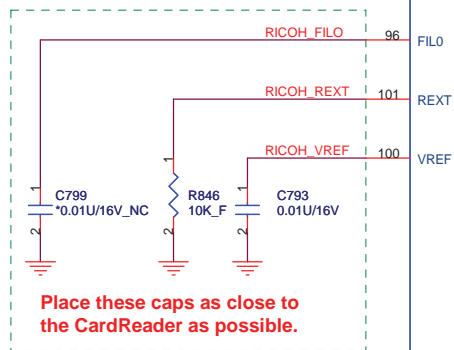 RICOH_FILO 96 FIL0
RICOH_REXT 101 REXT
RICOH_VREF 100 VREF
1 1 1
C799 R846 C793
*0.01U/16V_NC 10K_F 0.01U/16V
2 2 2
Place these caps as close to
the CardReader as possible.